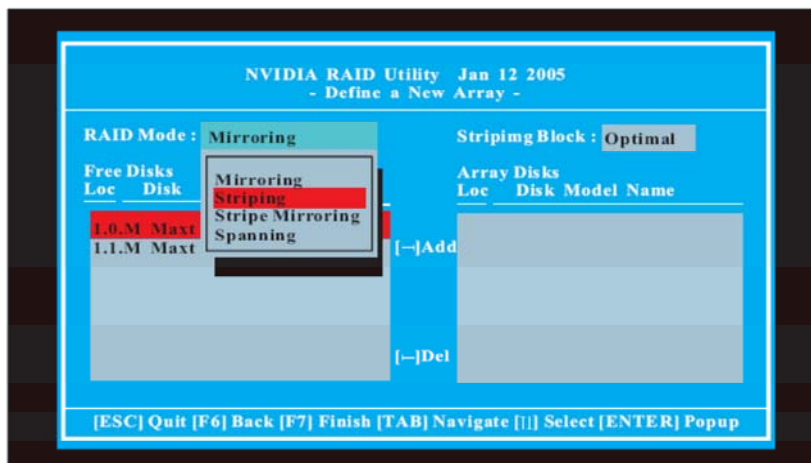 NVIDIA RAID Utility Jan 12 2005
- Define a New Array -
RAID Mode : Mirroring
Stripimg Block : Optimal
Free Disks
Loc Disk
Array Disks
Loc Disk Model Name
Mirroring
Striping
Stripe Mirroring
Spanning
1.0.M Maxt
1.1.M Maxt
[→]Add
[←]Del
[ESC] Quit [F6] Back [F7] Finish [TAB] Navigate [↑↓] Select [ENTER] Popup